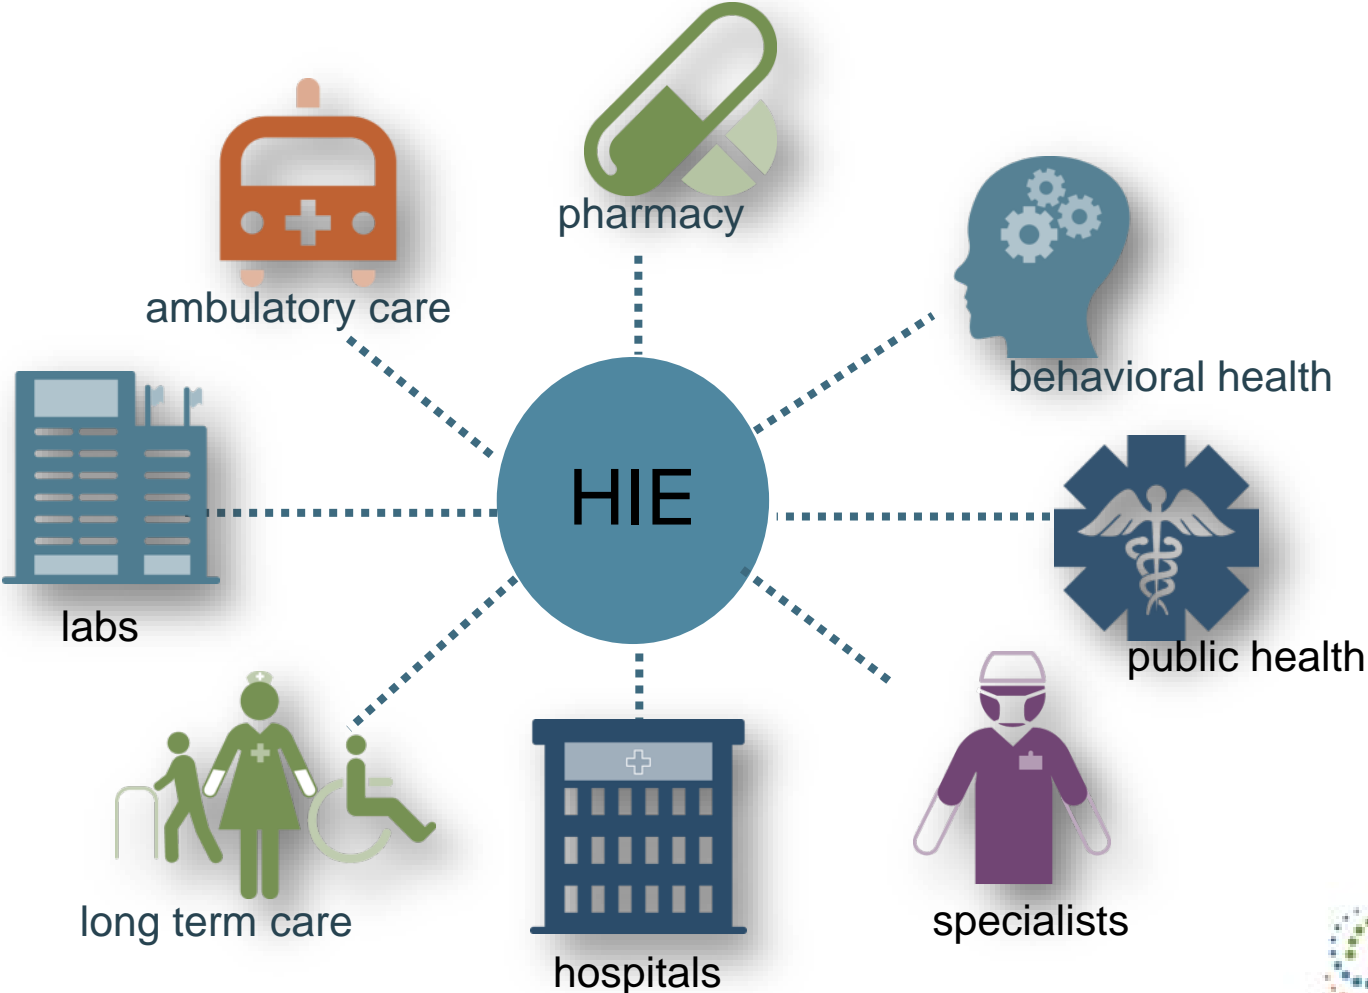 pharmacy
ambulatory care
behavioral health
HIE
labs
public health
long term care
specialists
hospitals